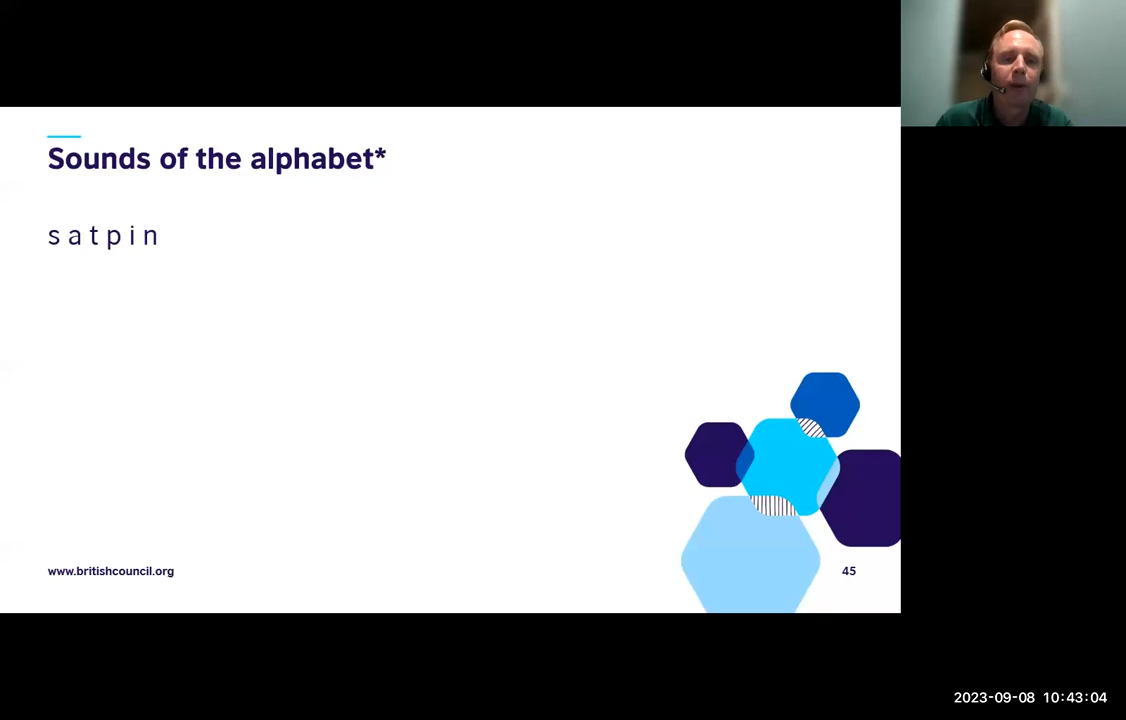 Sounds of the alphabet*
s a t p i n
www.britishcouncil.org
45
2023-09-08 10:43:04